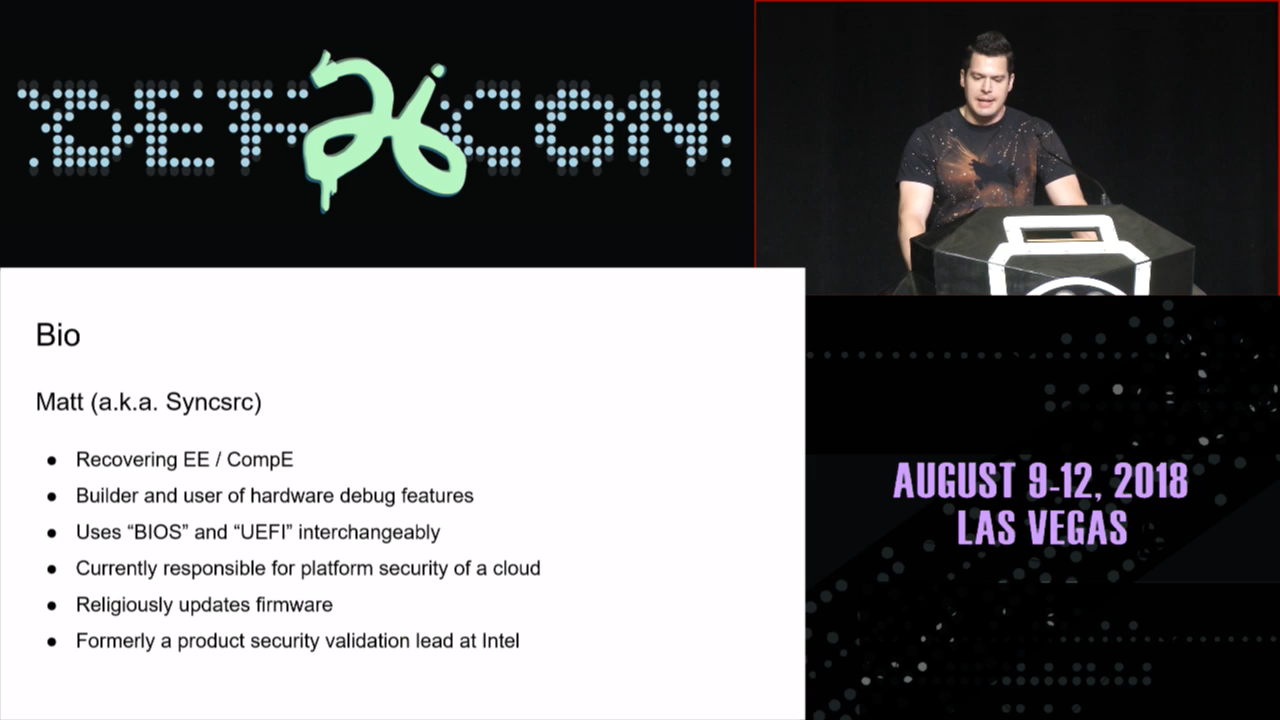 DEF 26 CON
Bio
Matt (a.k.a. Syncsrc)
● Recovering EE / CompE
● Builder and user of hardware debug features
● Uses “BIOS” and “UEFI” interchangeably
● Currently responsible for platform security of a cloud
● Religiously updates firmware
● Formerly a product security validation lead at Intel
AUGUST 9-12, 2018
LAS VEGAS